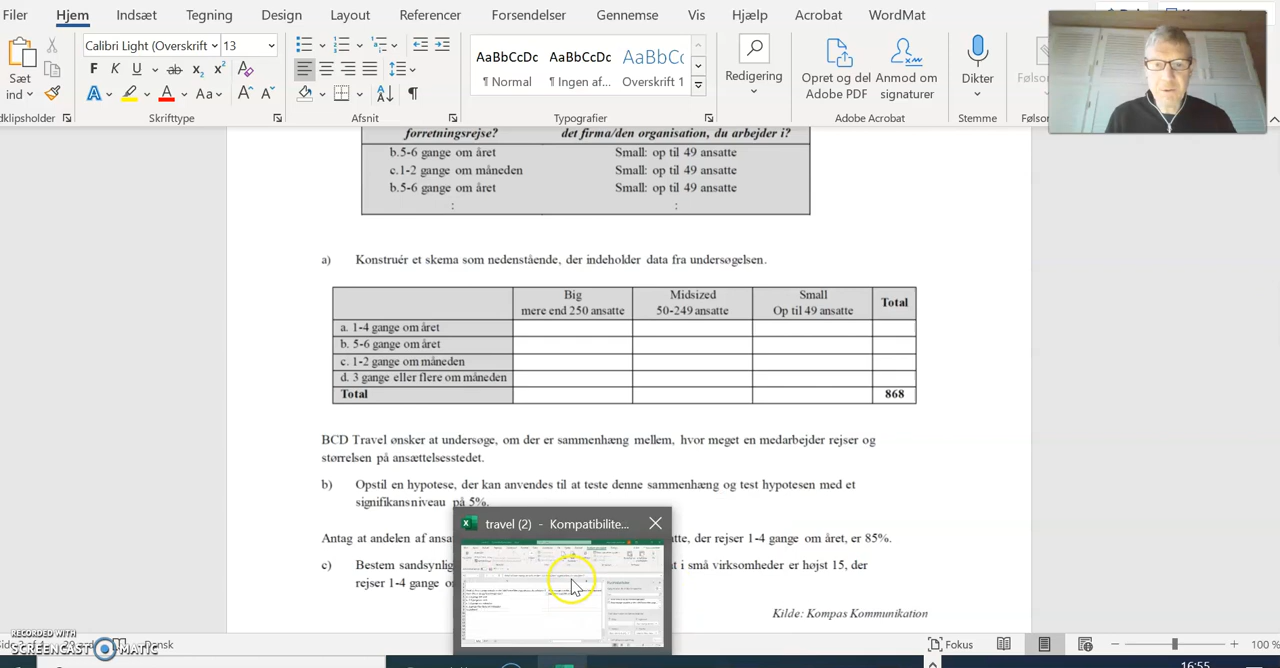 Filer Hjem Indsæt Tegning Design Layout Referencer Forsendelser Gennemse Vis Hjælp Acrobat WordMat
Sæt ind
Calibri Light (Overskrift 13
F K U ab x₂ x²
A A Aa A A
AaBbCcDc AaBbCcDc AaBbCc
¶ Normal ¶ Ingen af... Overskrift 1
Redigering
Opret og del Adobe PDF
Anmod om signaturer
Dikter
Følsor
dklipsholder Skrifttype Afsnit Typografier Adobe Acrobat Stemme Følsor
forretningsrejse? det firma/den organisation, du arbejder i?
b.5-6 gange om året Small: op til 49 ansatte
c.1-2 gange om måneden Small: op til 49 ansatte
b.5-6 gange om året Small: op til 49 ansatte
: :
a) Konstruér et skema som nedenstående, der indeholder data fra undersøgelsen.
Big mere end 250 ansatte
Midsized 50-249 ansatte
Small Op til 49 ansatte
Total
a. 1-4 gange om året
b. 5-6 gange om året
c. 1-2 gange om måneden
d. 3 gange eller flere om måneden
Total 868
BCD Travel ønsker at undersøge, om der er sammenhæng mellem, hvor meget en medarbejder rejser og
størrelsen på ansættelsesstedet.
b) Opstil en hypotese, der kan anvendes til at teste denne sammenhæng og test hypotesen med et
signifikansniveau på 5%.
travel (2) - Kompatibilite...
Antag at andelen af ansa tte, der rejser 1-4 gange om året, er 85%.
c) Bestem sandsynlig t i små virksomheder er højst 15, der
rejser 1-4 gange o
Kilde: Kompas Kommunikation
RECORDED WITH
SCREENCAST MATIC
Dansk
Fokus
100 %
16:55